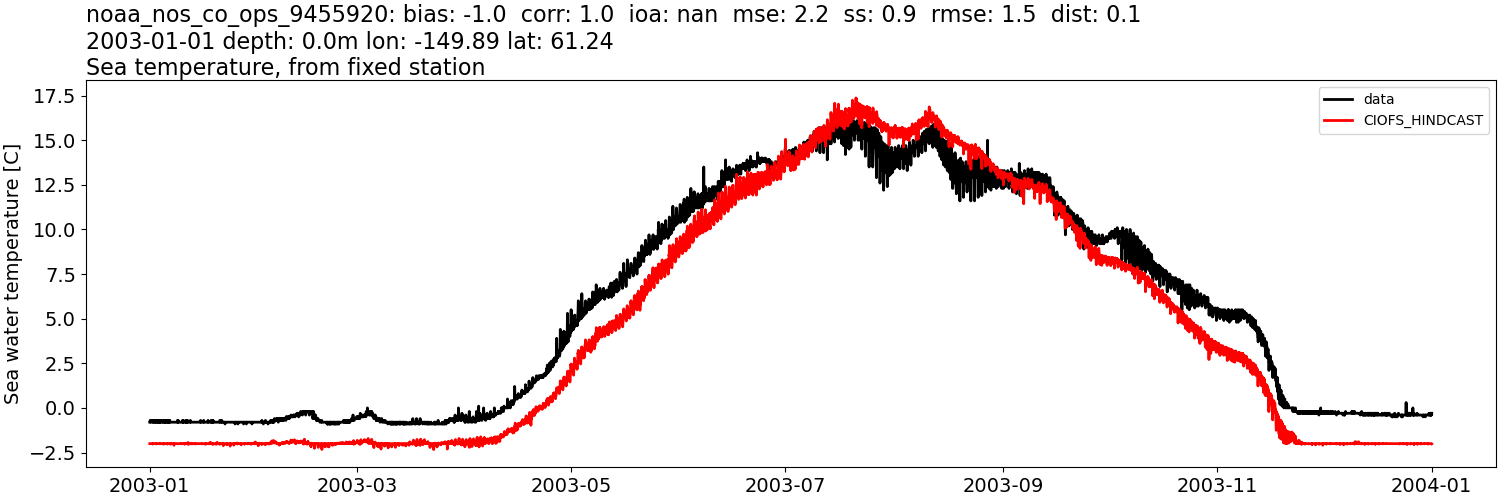 noaa_nos_co_ops_9455920: bias: -1.0  corr: 1.0  ioa: nan  mse: 2.2  ss: 0.9  rmse: 1.5  dist: 0.1
2003-01-01 depth: 0.0m lon: -149.89 lat: 61.24
Sea temperature, from fixed station
Sea water temperature [C]
17.5
15.0
12.5
10.0
7.5
5.0
2.5
0.0
−2.5
data
CIOFS_HINDCAST
2003-01 2003-03 2003-05 2003-07 2003-09 2003-11 2004-01